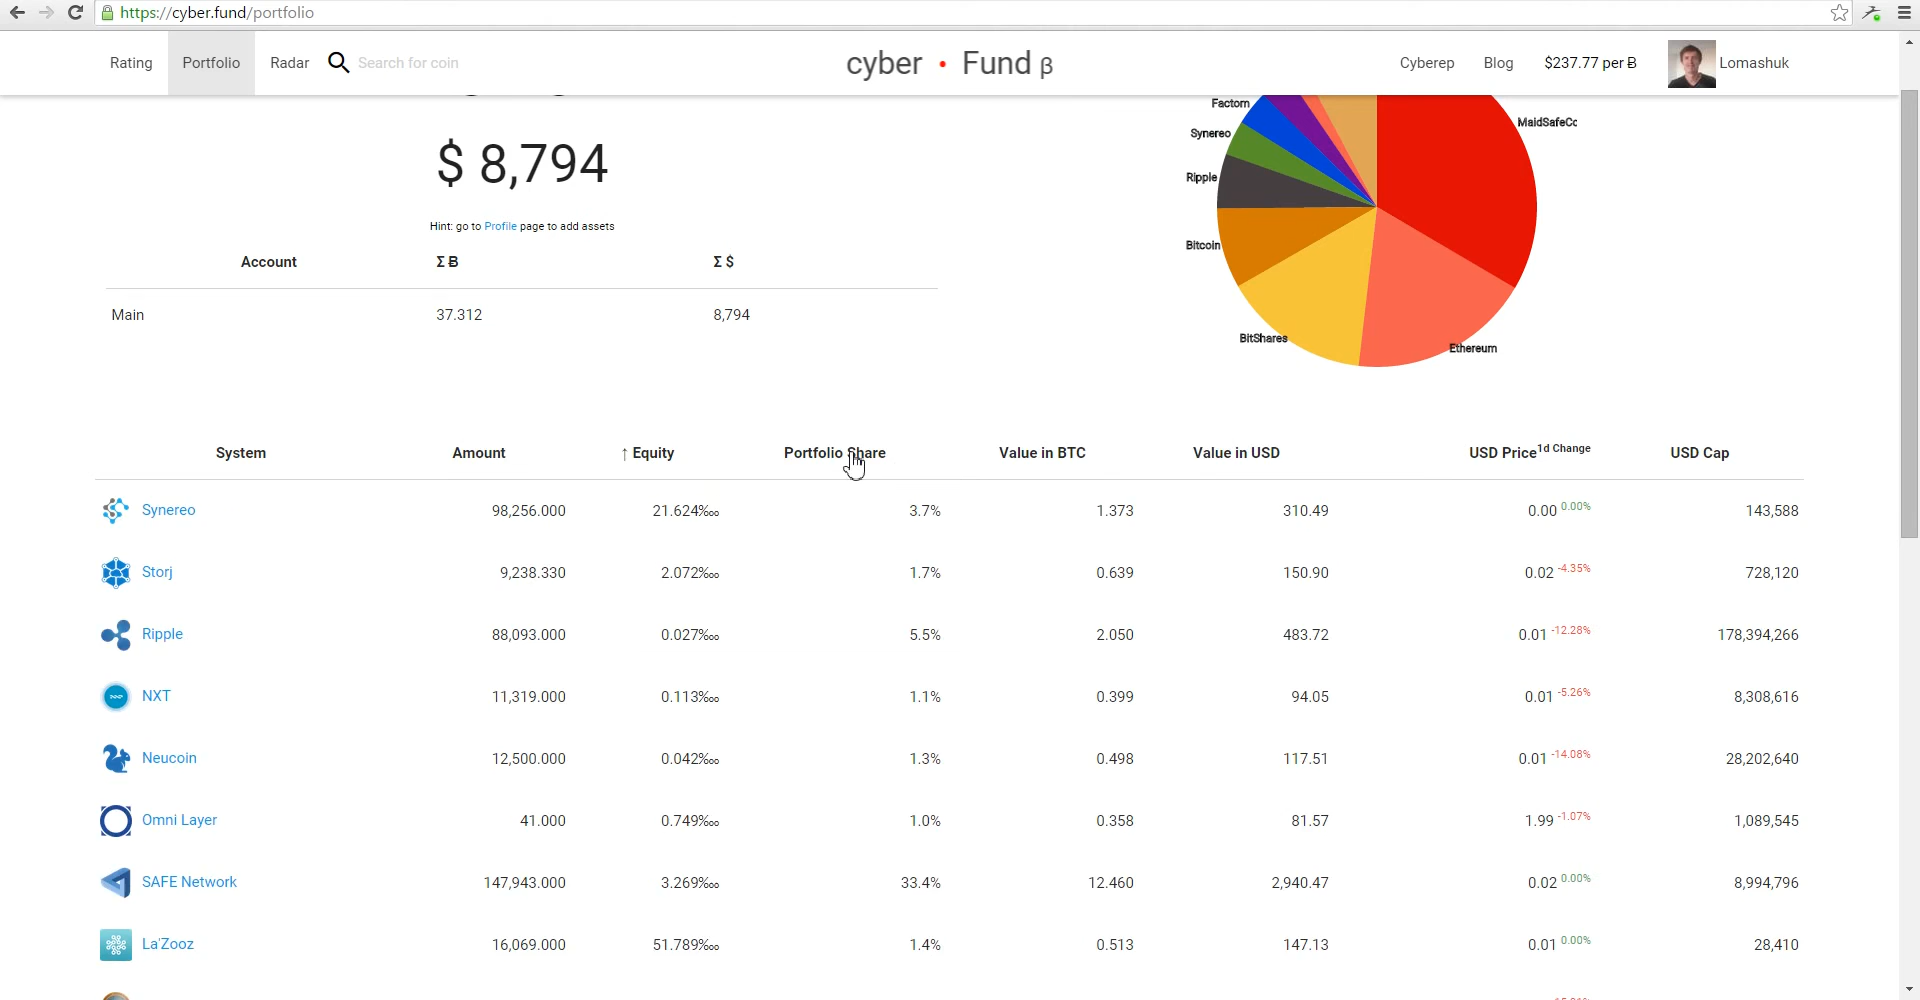 https://cyber.fund/portfolio
Rating Portfolio Radar Search for coin cyber • Fund β Cyberep Blog $237.77 per Ƀ Lomashuk
$ 8,794
Hint: go to Profile page to add assets
Account Σ Ƀ Σ $
Main 37.312 8,794
Factom
Synereo
Ripple
Bitcoin
BitShares
Ethereum
MaidSafeCo
System Amount ↑ Equity Portfolio Share Value in BTC Value in USD USD Price 1d Change USD Cap
Synereo 98,256.000 21.624‱ 3.7% 1.373 310.49 0.00 0.00% 143,588
Storj 9,238.330 2.072‱ 1.7% 0.639 150.90 0.02 -4.35% 728,120
Ripple 88,093.000 0.027‱ 5.5% 2.050 483.72 0.01 -12.28% 178,394,266
NXT 11,319.000 0.113‱ 1.1% 0.399 94.05 0.01 -5.26% 8,308,616
Neucoin 12,500.000 0.042‱ 1.3% 0.498 117.51 0.01 -14.08% 28,202,640
Omni Layer 41.000 0.749‱ 1.0% 0.358 81.57 1.99 -1.07% 1,089,545
SAFE Network 147,943.000 3.269‱ 33.4% 12.460 2,940.47 0.02 0.00% 8,994,796
La'Zooz 16,069.000 51.789‱ 1.4% 0.513 147.13 0.01 0.00% 28,410